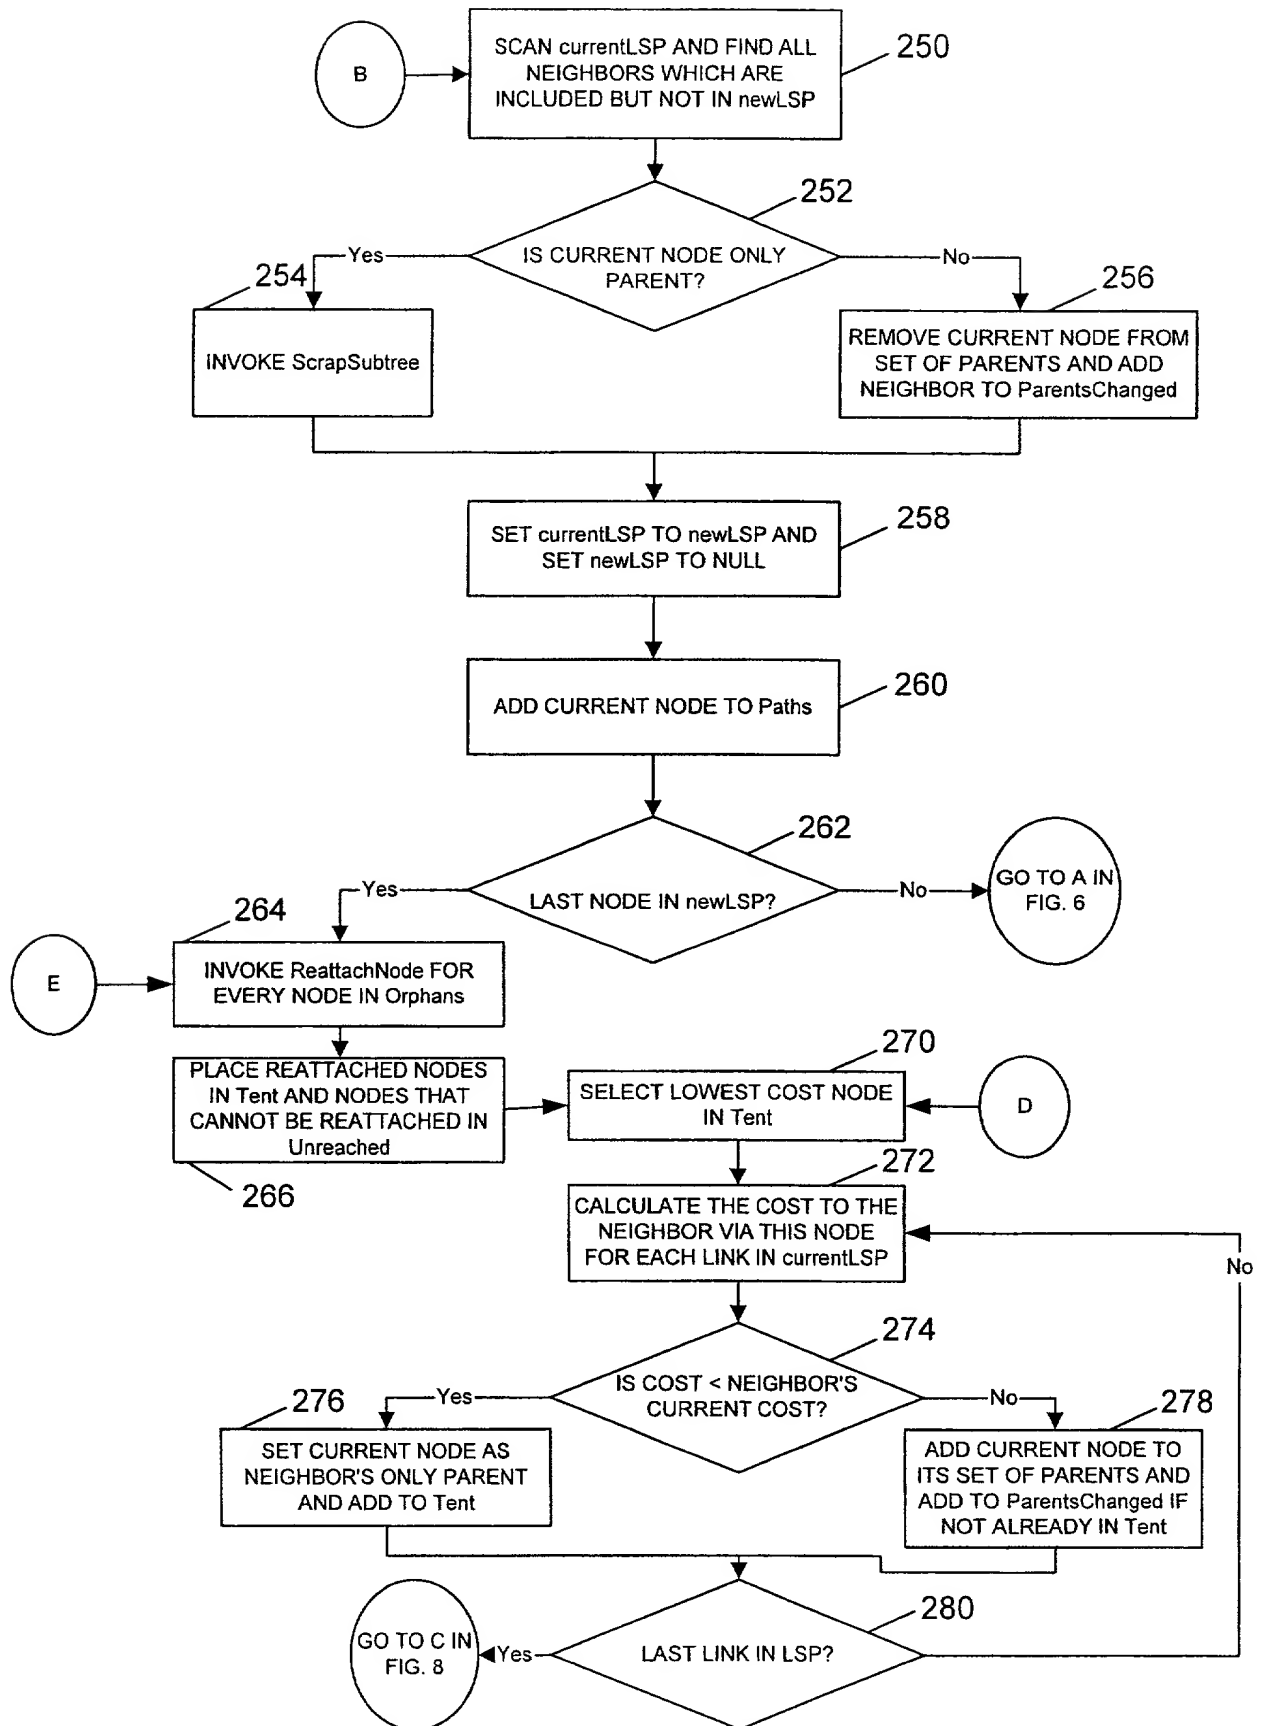 B
SCAN currentLSP AND FIND ALL
NEIGHBORS WHICH ARE
INCLUDED BUT NOT IN newLSP
250
252
IS CURRENT NODE ONLY
PARENT?
Yes
No
254
256
INVOKE ScrapSubtree
REMOVE CURRENT NODE FROM
SET OF PARENTS AND ADD
NEIGHBOR TO ParentsChanged
258
SET currentLSP TO newLSP AND
SET newLSP TO NULL
260
ADD CURRENT NODE TO Paths
262
LAST NODE IN newLSP?
Yes
No
GO TO A IN
FIG. 6
264
E
INVOKE ReattachNode FOR
EVERY NODE IN Orphans
PLACE REATTACHED NODES
IN Tent AND NODES THAT
CANNOT BE REATTACHED IN
Unreached
266
270
SELECT LOWEST COST NODE
IN Tent
D
272
CALCULATE THE COST TO THE
NEIGHBOR VIA THIS NODE
FOR EACH LINK IN currentLSP
No
274
IS COST < NEIGHBOR'S
CURRENT COST?
Yes
No
276
278
SET CURRENT NODE AS
NEIGHBOR'S ONLY PARENT
AND ADD TO Tent
ADD CURRENT NODE TO
ITS SET OF PARENTS AND
ADD TO ParentsChanged IF
NOT ALREADY IN Tent
280
LAST LINK IN LSP?
Yes
GO TO C IN
FIG. 8